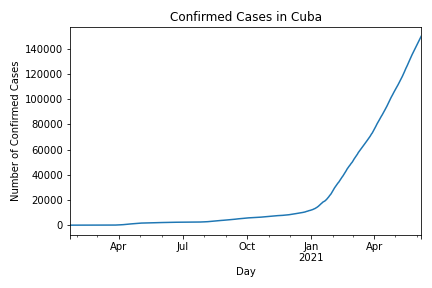 Confirmed Cases in Cuba
140000
120000
100000
80000
60000
40000
20000
0
Number of Confirmed Cases
Apr Jul Oct Jan Apr
2021
Day